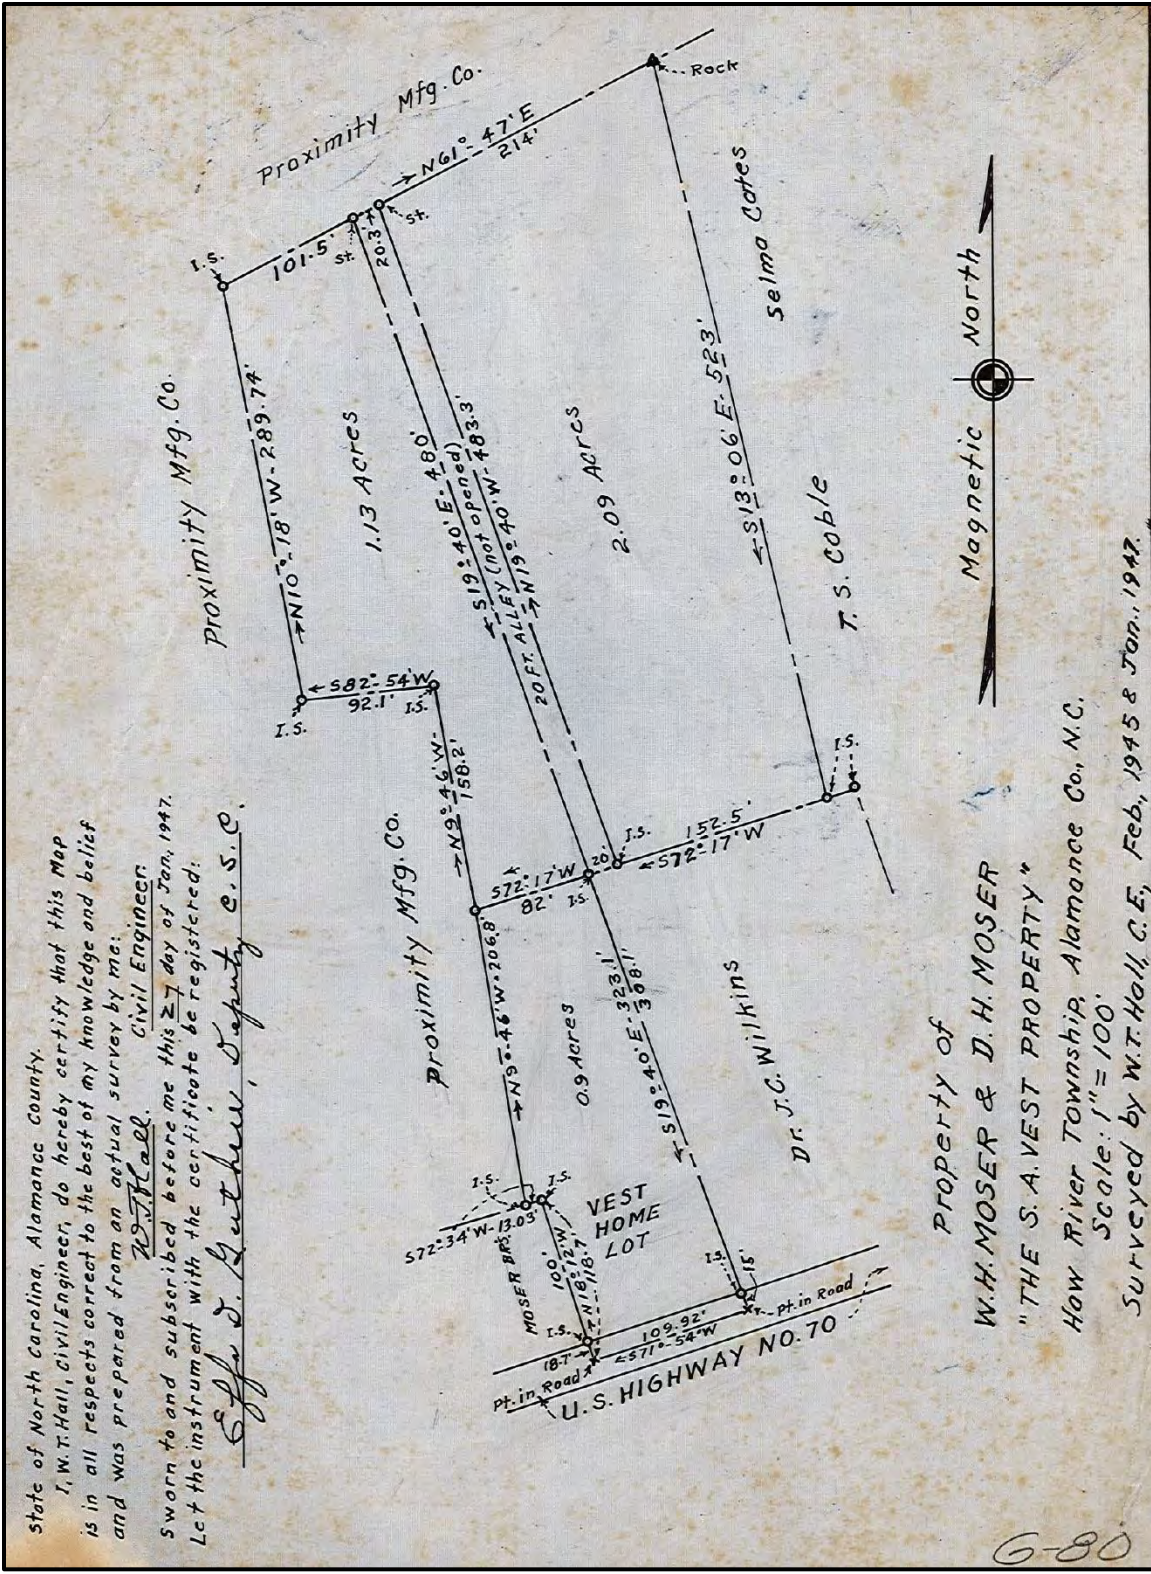 State of North Carolina, Alamance County.
I, W.T. Hall, Civil Engineer, do hereby certify that this Map
is in all respects correct to the best of my knowledge and belief
and was prepared from an actual survey by me:
W.T. Hall.
Civil Engineer.
Sworn to and subscribed before me this 27 day of Jan., 1947.
Let the instrument with the certificate be registered:
Deputy C.S.C.
Proximity Mfg. Co.
Rock
N61°-47'E
214'
St.
St.
20.3'
101.5'
I.S.
Proximity Mfg. Co.
N10°-18'W-289.74'
1.13 Acres
S19°-40'E-480'
20 FT. ALLEY (not opened)
N19°-40'W-483.3'
2.09 Acres
S13°-06'E-523'
Selma Cates
T. S. Coble
S82°-54'W
92.1'
I.S.
I.S.
N9°-46'W-
158.2'
Proximity Mfg. Co.
S72°-17'W
82'
I.S.
20'
I.S.
152.5'
S72°-17'W
I.S.
N9°-46'W-206.8'
0.9 Acres
S19°-40'E-323.1'
308.1'
Dr. J.C. Wilkins
I.S.
I.S.
S72°-34'W-13.03'
MOSER BRS.
100'
N18°-12'W
118.7'
VEST
HOME
LOT
I.S.
18.7'
I.S.
15'
109.92'
S71°-54'W
Pt. in Road
Pt. in Road
U.S. HIGHWAY NO. 70
Magnetic North
Property of
W.H. MOSER & D.H. MOSER
"THE S.A. VEST PROPERTY"
Haw River Township, Alamance Co., N.C.
Scale: 1"=100'
Surveyed by W.T. Hall, C.E., Feb., 1945 & Jan., 1947.
G-80